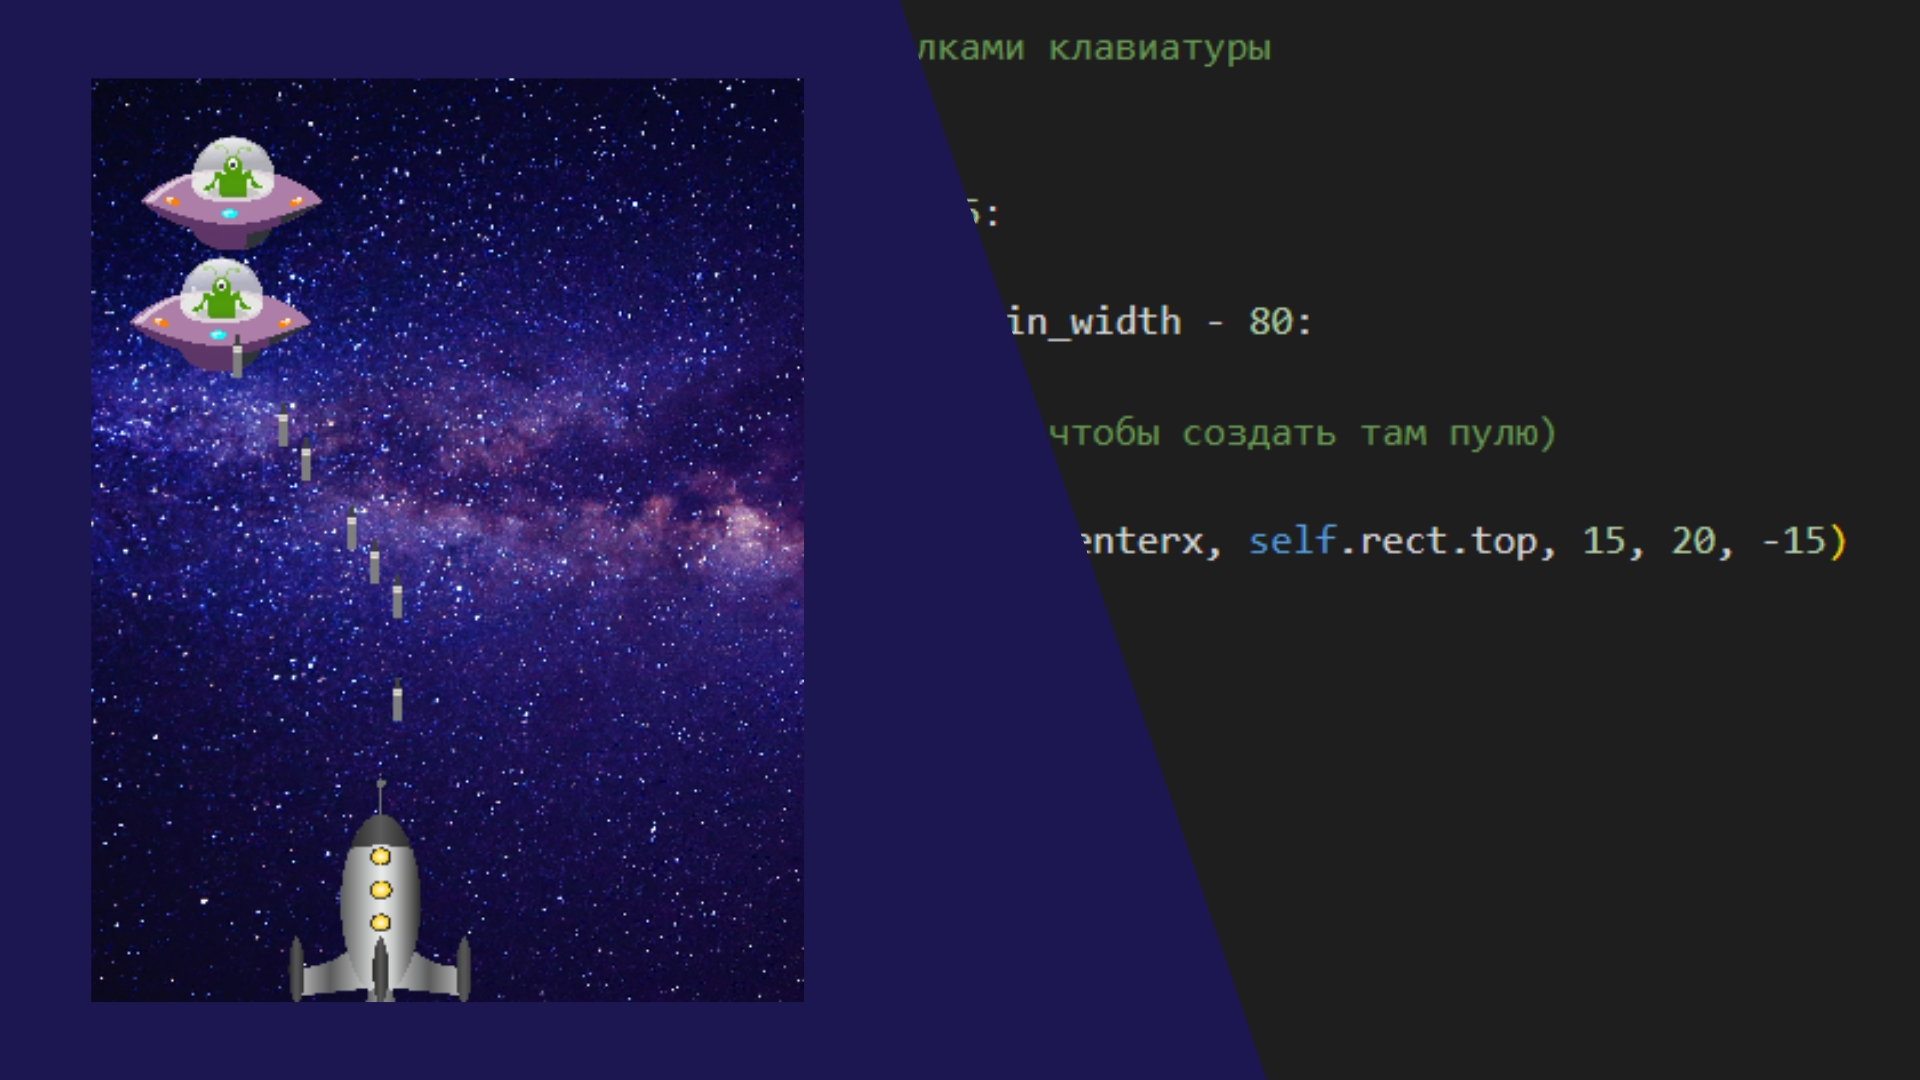 лками клавиатуры
5:
in_width - 80:
чтобы создать там пулю)
enterx, self.rect.top, 15, 20, -15)